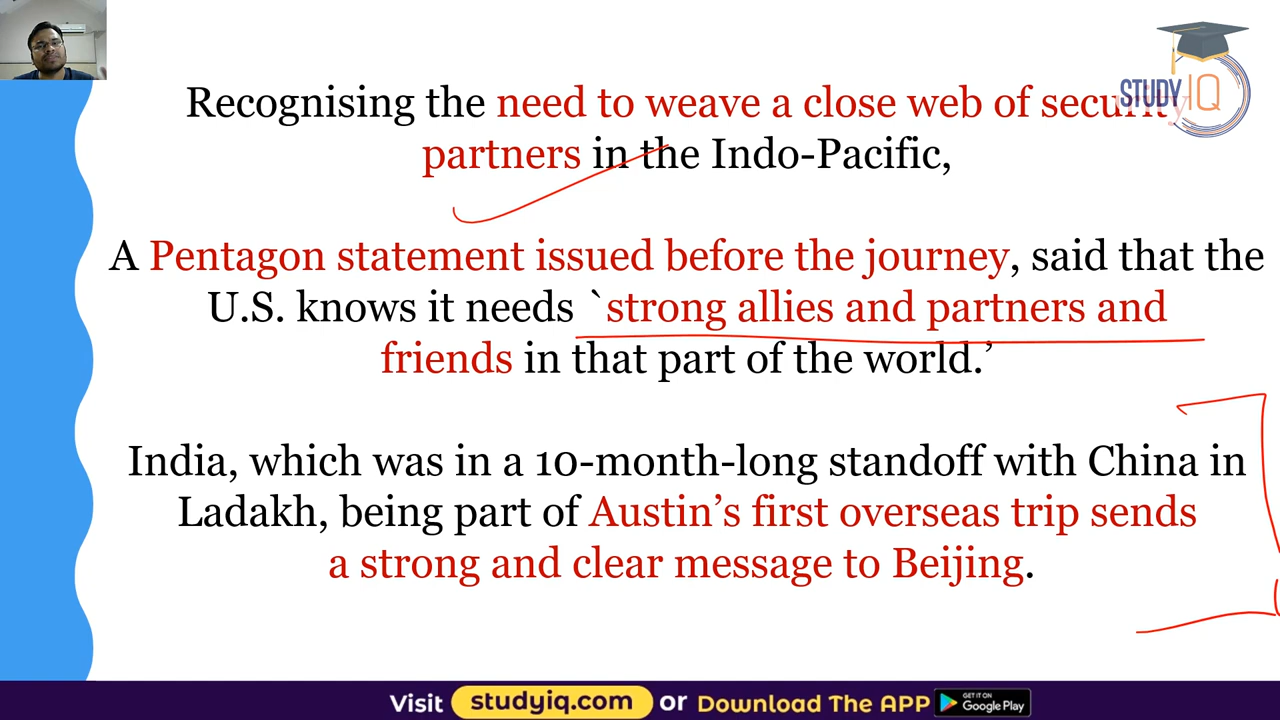 STUDY IQ
Recognising the need to weave a close web of security
partners in the Indo-Pacific,
A Pentagon statement issued before the journey, said that the
U.S. knows it needs `strong allies and partners and
friends in that part of the world.’
India, which was in a 10-month-long standoff with China in
Ladakh, being part of Austin’s first overseas trip sends
a strong and clear message to Beijing.
Visit studyiq.com or Download The APP GET IT ON Google Play